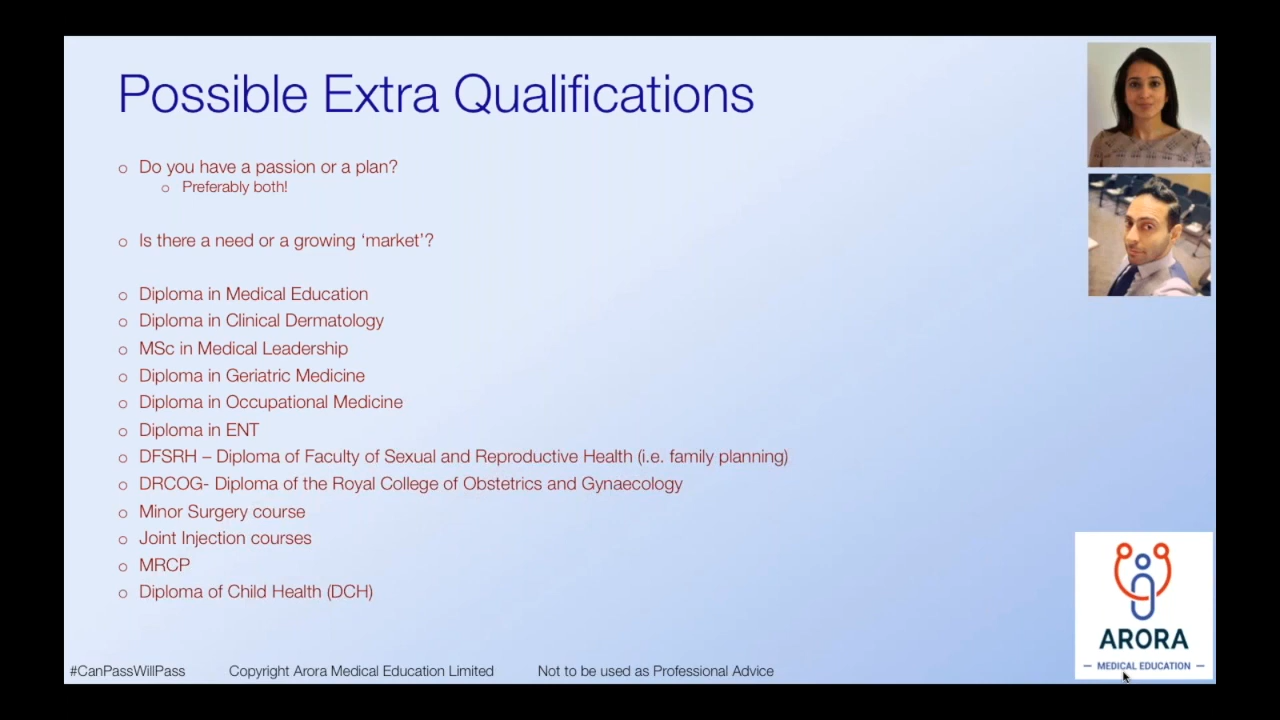 Possible Extra Qualifications
o Do you have a passion or a plan?
o Preferably both!
o Is there a need or a growing ‘market’?
o Diploma in Medical Education
o Diploma in Clinical Dermatology
o MSc in Medical Leadership
o Diploma in Geriatric Medicine
o Diploma in Occupational Medicine
o Diploma in ENT
o DFSRH – Diploma of Faculty of Sexual and Reproductive Health (i.e. family planning)
o DRCOG- Diploma of the Royal College of Obstetrics and Gynaecology
o Minor Surgery course
o Joint Injection courses
o MRCP
o Diploma of Child Health (DCH)
ARORA
— MEDICAL EDUCATION —
#CanPassWillPass Copyright Arora Medical Education Limited Not to be used as Professional Advice